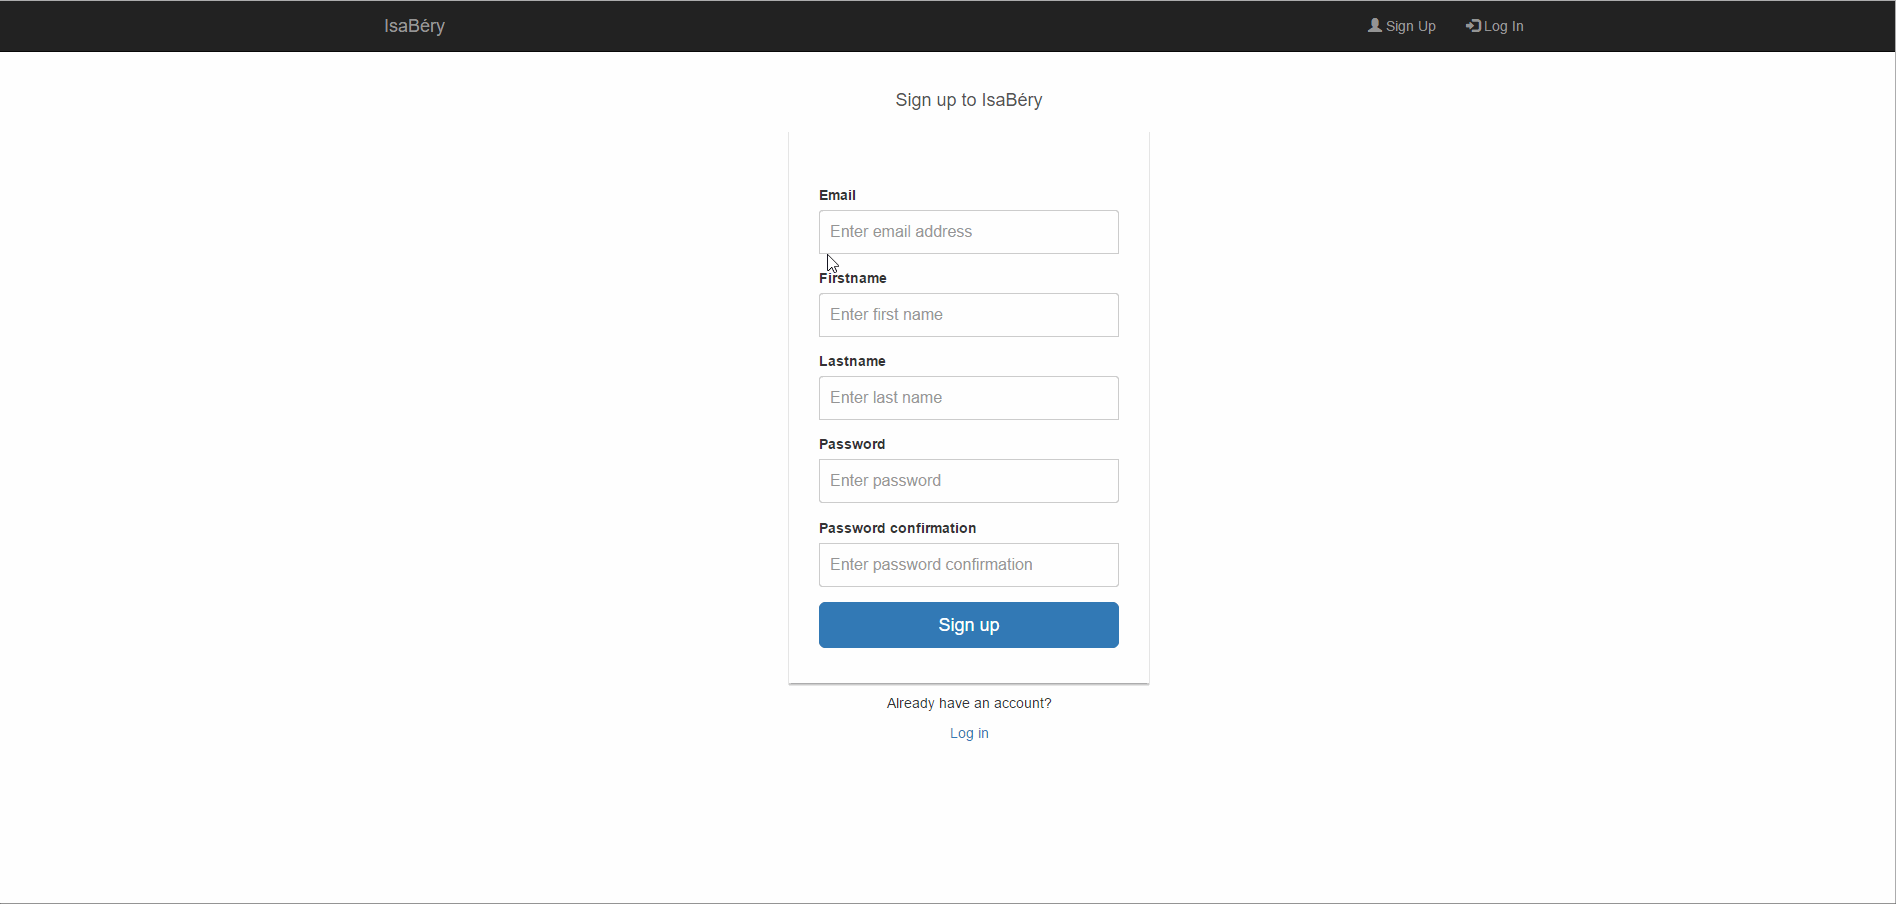 IsaBéry
Sign Up
Log In
Sign up to IsaBéry
Email
Enter email address
Firstname
Enter first name
Lastname
Enter last name
Password
Enter password
Password confirmation
Enter password confirmation
Sign up
Already have an account?
Log in